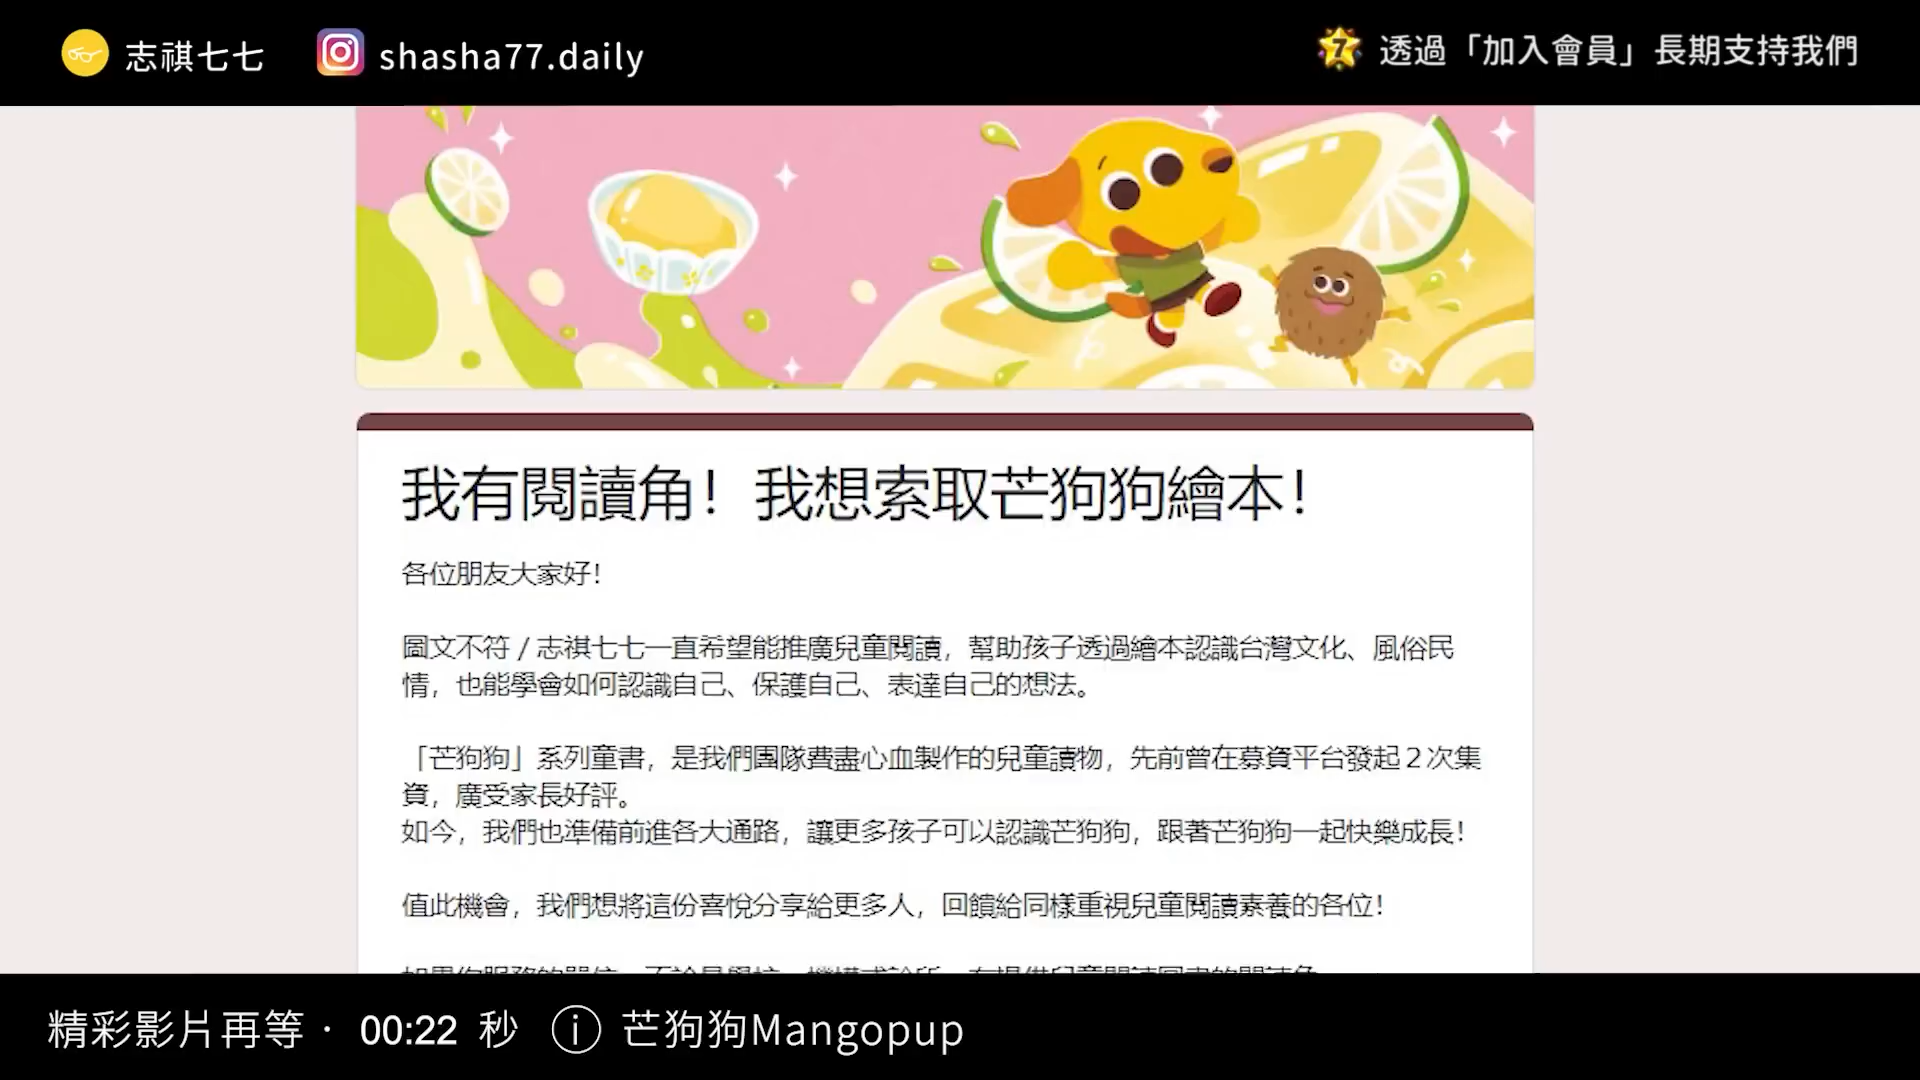 志祺七七
shasha77.daily
7 透過「加入會員」長期支持我們
我有閱讀角！我想索取芒狗狗繪本！
各位朋友大家好！
圖文不符 / 志祺七七一直希望能推廣兒童閱讀，幫助孩子透過繪本認識台灣文化、風俗民
情，也能學會如何認識自己、保護自己、表達自己的想法。
「芒狗狗」系列童書，是我們團隊費盡心血製作的兒童讀物，先前曾在募資平台發起２次集
資，廣受家長好評。
如今，我們也準備前進各大通路，讓更多孩子可以認識芒狗狗，跟著芒狗狗一起快樂成長！
值此機會，我們想將這份喜悅分享給更多人，回饋給同樣重視兒童閱讀素養的各位！
精彩影片再等 · 00:22 秒
芒狗狗Mangopup